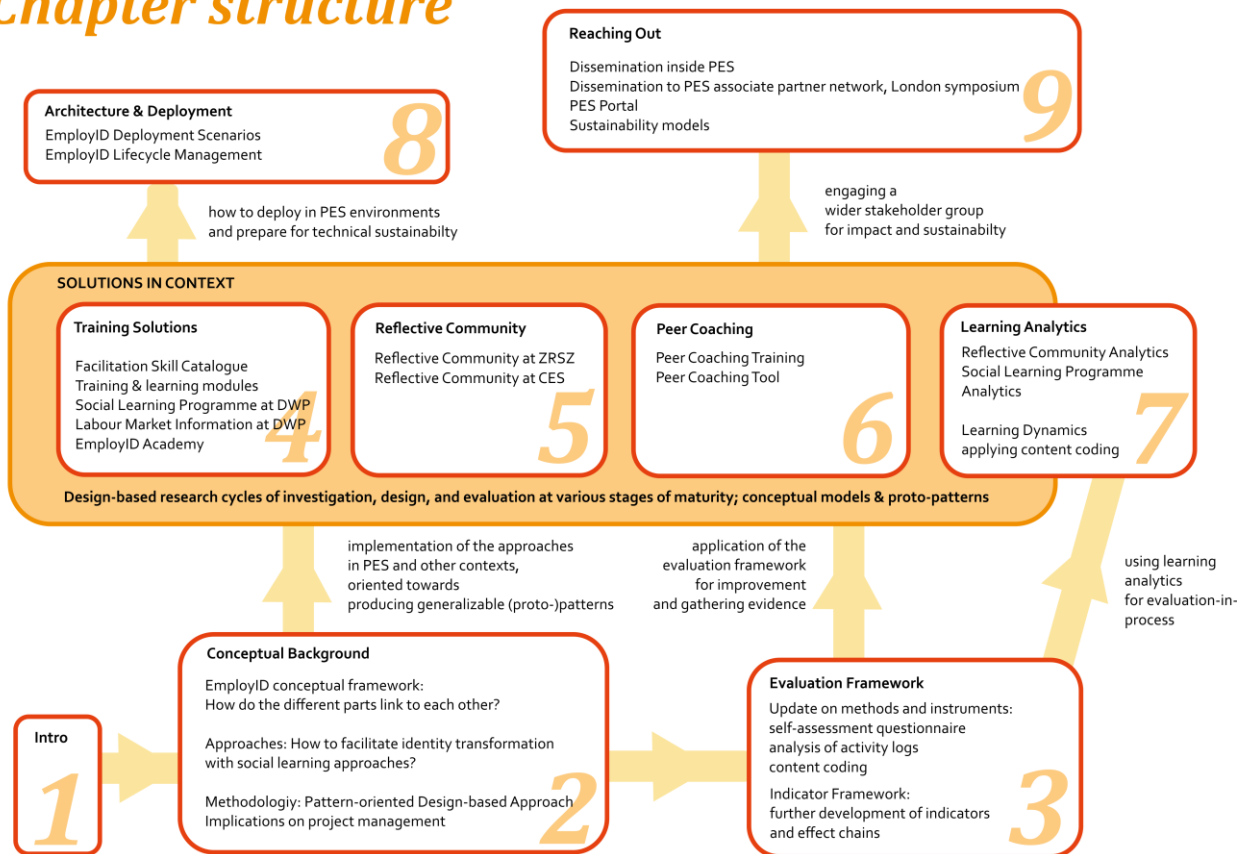 Chapter structure
Reaching Out
Dissemination inside PES
Dissemination to PES associate partner network, London symposium
PES Portal
Sustainability models
9
Architecture & Deployment
EmployID Deployment Scenarios
EmployID Lifecycle Management
8
how to deploy in PES environments
and prepare for technical sustainabilty
engaging a
wider stakeholder group
for impact and sustainabilty
SOLUTIONS IN CONTEXT
Training Solutions
Facilitation Skill Catalogue
Training & learning modules
Social Learning Programme at DWP
Labour Market Information at DWP
EmployID Academy
4
Reflective Community
Reflective Community at ZRSZ
Reflective Community at CES
5
Peer Coaching
Peer Coaching Training
Peer Coaching Tool
6
Learning Analytics
Reflective Community Analytics
Social Learning Programme
Analytics
Learning Dynamics
applying content coding
7
Design-based research cycles of investigation, design, and evaluation at various stages of maturity; conceptual models & proto-patterns
implementation of the approaches
in PES and other contexts,
oriented towards
producing generalizable (proto-)patterns
application of the
evaluation framework
for improvement
and gathering evidence
using learning
analytics
for evaluation-in-
process
Intro
1
Conceptual Background
EmployID conceptual framework:
How do the different parts link to each other?
Approaches: How to facilitate identity transformation
with social learning approaches?
Methodologiy: Pattern-oriented Design-based Approach
Implications on project management
2
Evaluation Framework
Update on methods and instruments:
self-assessment questionnaire
analysis of activity logs
content coding
Indicator Framework:
further development of indicators
and effect chains
3